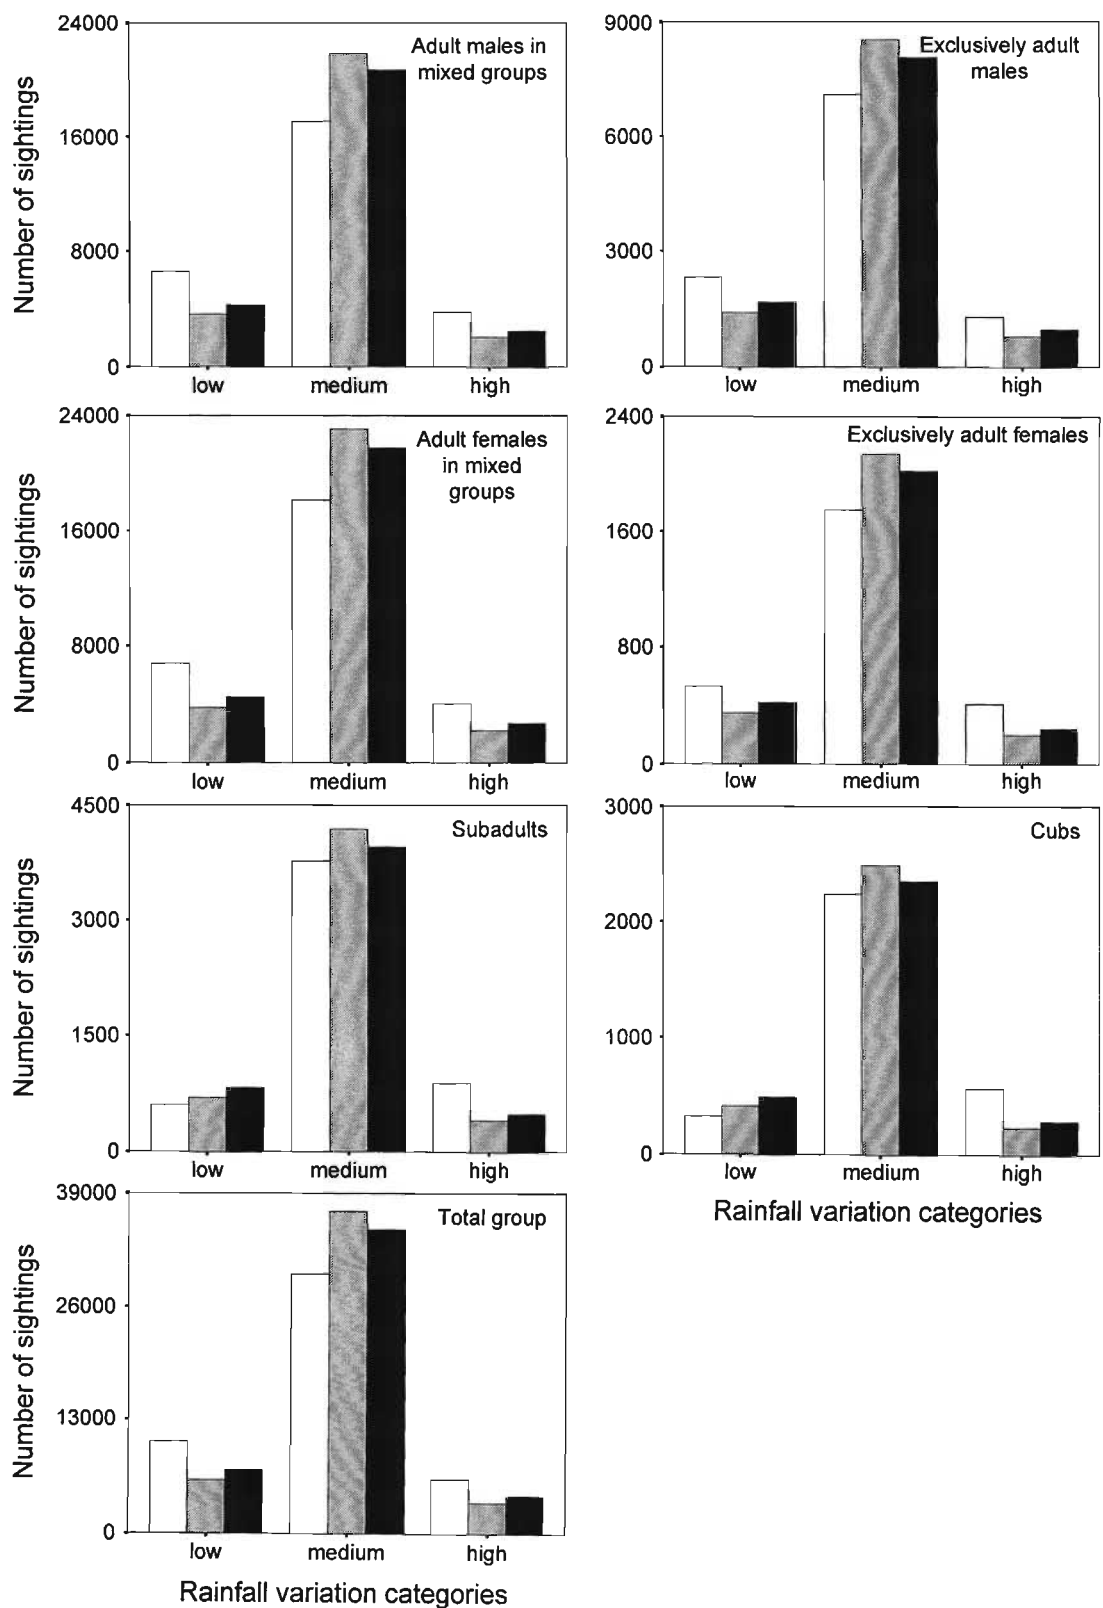 24000
16000
8000
0
Number of sightings
Adult males in
mixed groups
low medium high
9000
6000
3000
0
Exclusively adult
males
low medium high
24000
16000
8000
0
Number of sightings
Adult females
in mixed
groups
low medium high
2400
1600
800
0
Exclusively adult females
low medium high
4500
3000
1500
0
Number of sightings
Subadults
low medium high
3000
2000
1000
0
Cubs
low medium high
Rainfall variation categories
39000
26000
13000
0
Number of sightings
Total group
low medium high
Rainfall variation categories